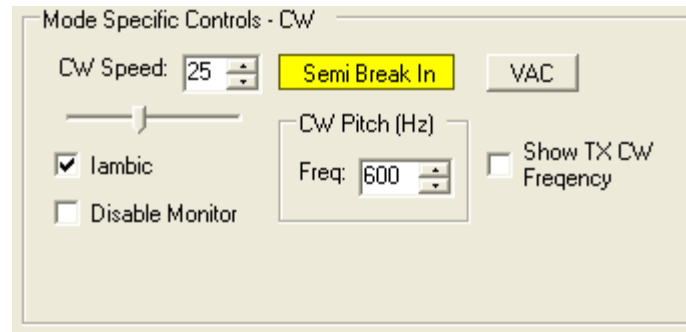 Mode Specific Controls - CW
CW Speed: 25
Semi Break In
VAC
CW Pitch (Hz)
Freq: 600
Show TX CW
Freqency
Iambic
Disable Monitor